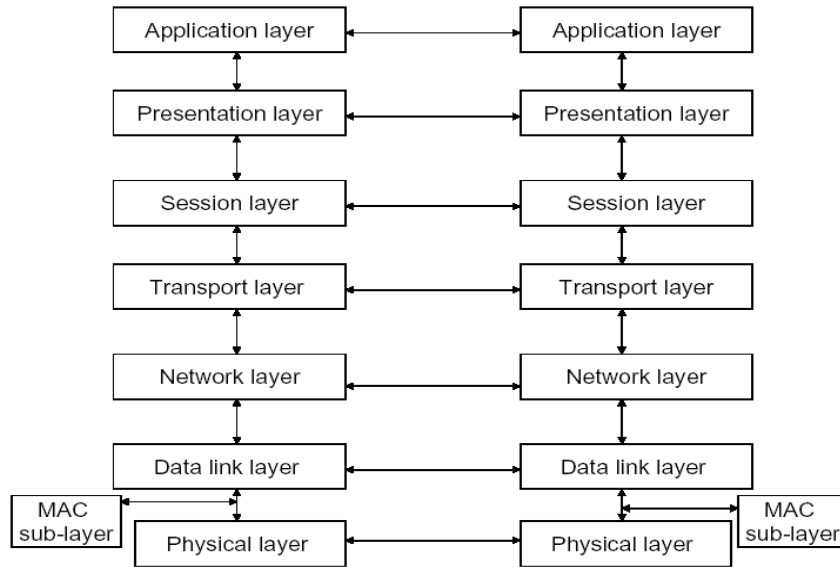 Application layer
Application layer
Presentation layer
Presentation layer
Session layer
Session layer
Transport layer
Transport layer
Network layer
Network layer
Data link layer
Data link layer
MAC
sub-layer
MAC
sub-layer
Physical layer
Physical layer